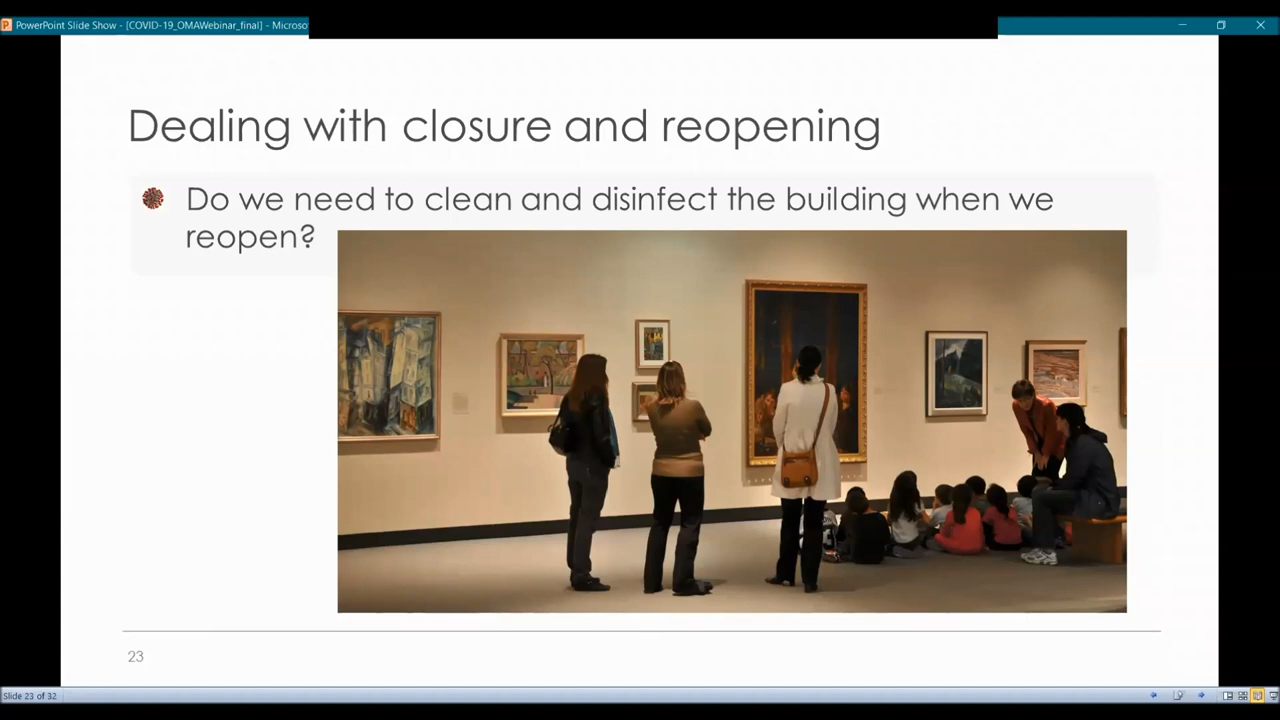 PowerPoint Slide Show - [COVID-19_OMAWebinar_final] - Microso
Dealing with closure and reopening
Do we need to clean and disinfect the building when we
reopen?
23
Slide 23 of 32